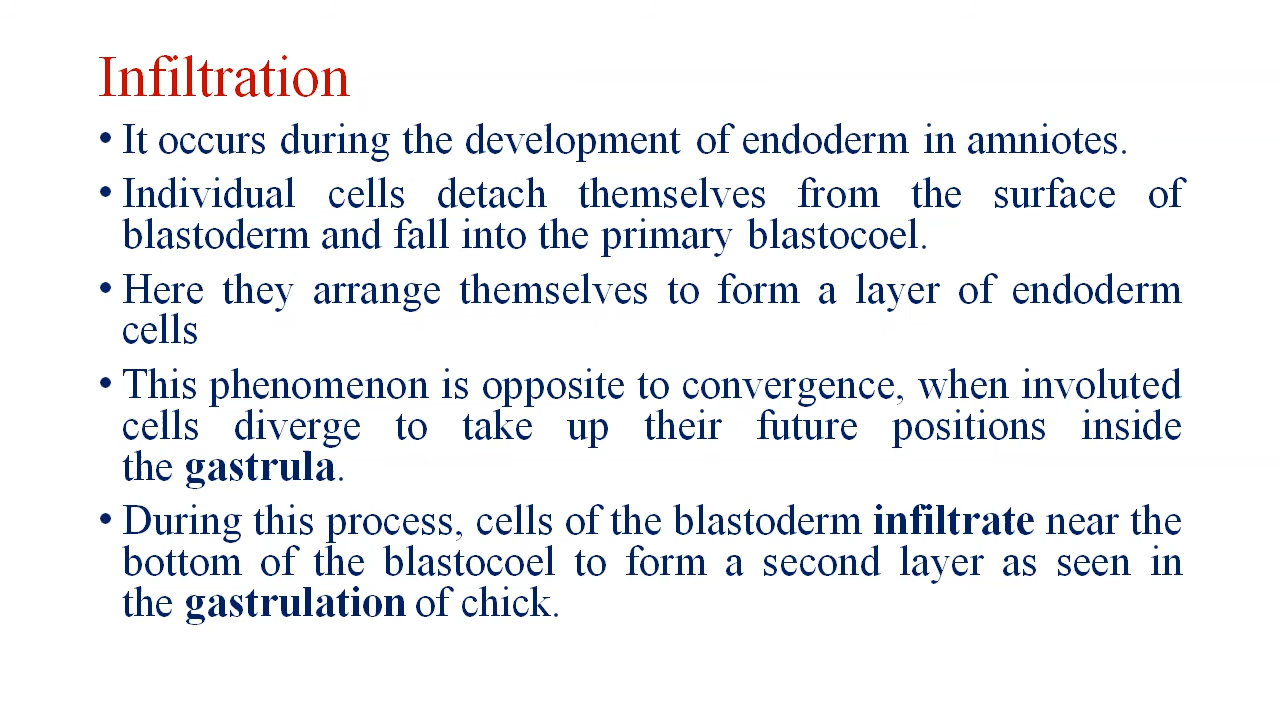 Infiltration
• It occurs during the development of endoderm in amniotes.
• Individual cells detach themselves from the surface of
blastoderm and fall into the primary blastocoel.
• Here they arrange themselves to form a layer of endoderm
cells
• This phenomenon is opposite to convergence, when involuted
cells diverge to take up their future positions inside
the gastrula.
• During this process, cells of the blastoderm infiltrate near the
bottom of the blastocoel to form a second layer as seen in
the gastrulation of chick.